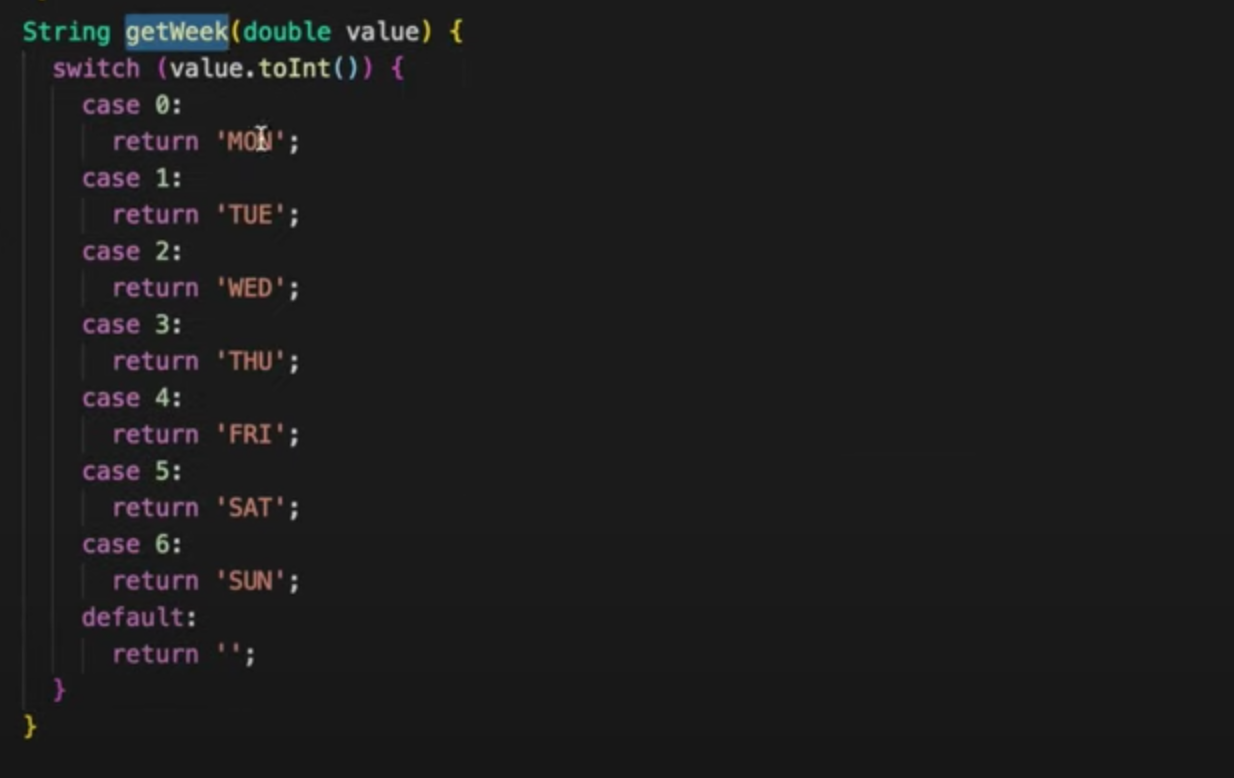 String getWeek(double value) {
switch (value.toInt()) {
case 0:
return 'MON';
case 1:
return 'TUE';
case 2:
return 'WED';
case 3:
return 'THU';
case 4:
return 'FRI';
case 5:
return 'SAT';
case 6:
return 'SUN';
default:
return '';
}
}